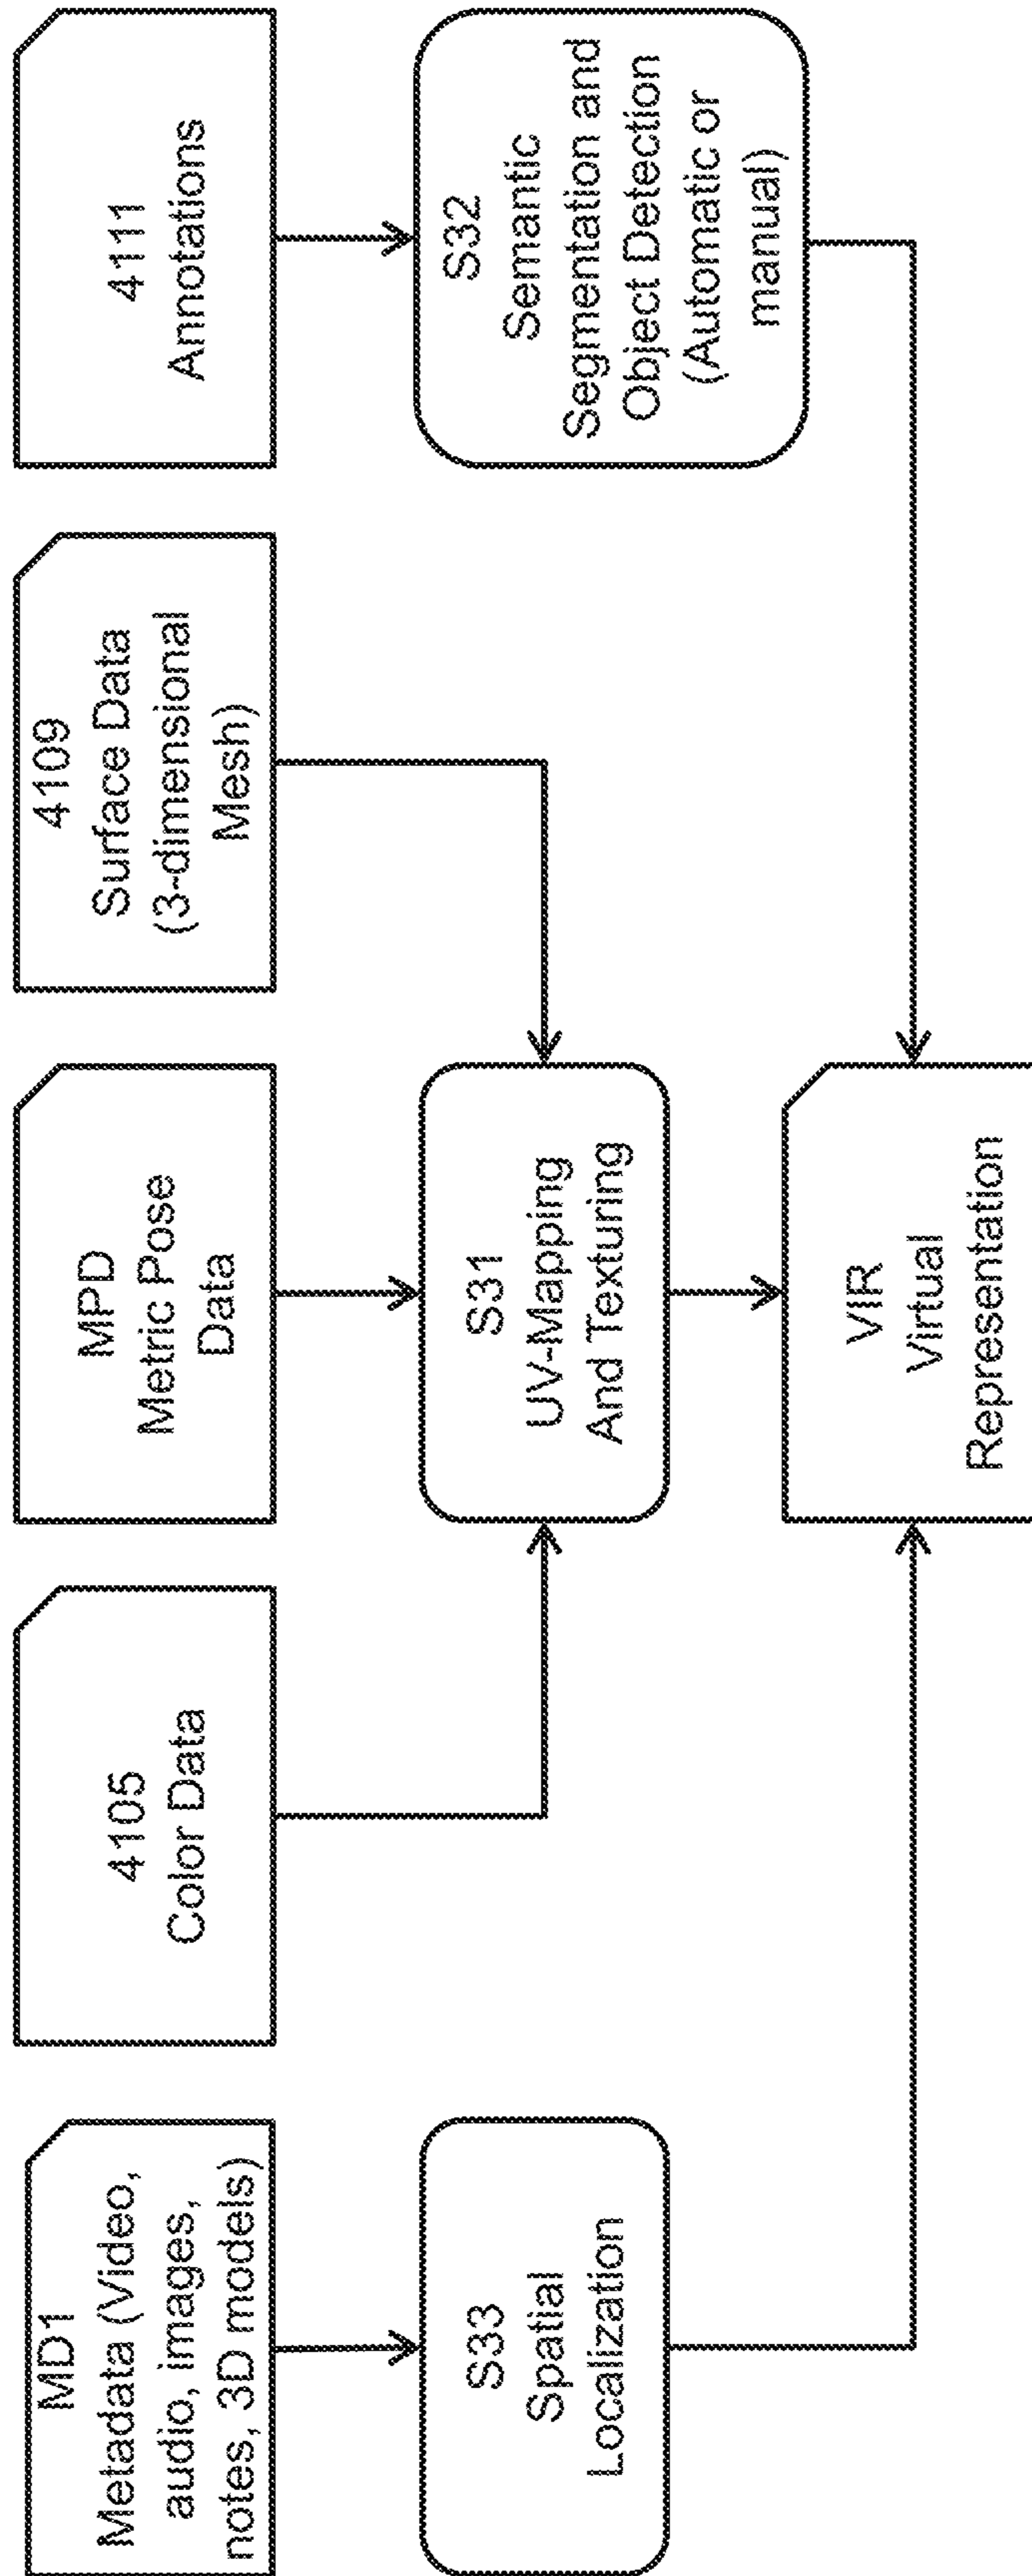 MD1
Metadata (Video,
audio, images,
notes, 3D models)
4105
Color Data
MPD
Metric Pose
Data
4109
Surface Data
(3-dimensional
Mesh)
4111
Annotations
S33
Spatial
Localization
S31
UV-Mapping
And Texturing
S32
Semantic
Segmentation and
Object Detection
(Automatic or
manual)
VIR
Virtual
Representation